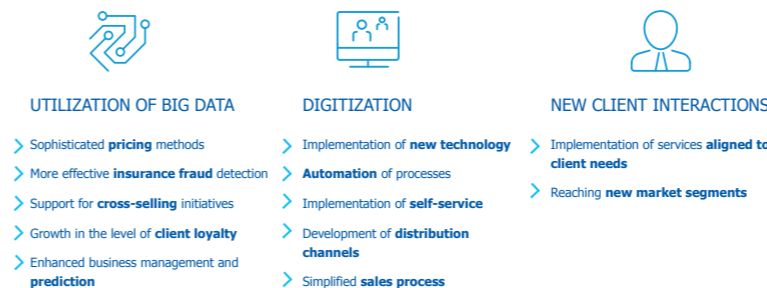 UTILIZATION OF BIG DATA
Sophisticated pricing methods
More effective insurance fraud detection
Support for cross-selling initiatives
Growth in the level of client loyalty
Enhanced business management and
prediction
DIGITIZATION
Implementation of new technology
Automation of processes
Implementation of self-service
Development of distribution
channels
Simplified sales process
NEW CLIENT INTERACTIONS
Implementation of services aligned to
client needs
Reaching new market segments